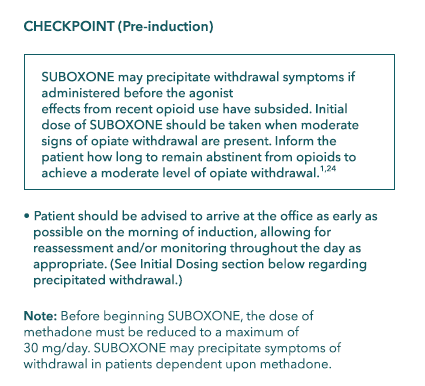 CHECKPOINT (Pre-induction)
SUBOXONE may precipitate withdrawal symptoms if
administered before the agonist
effects from recent opioid use have subsided. Initial
dose of SUBOXONE should be taken when moderate
signs of opiate withdrawal are present. Inform the
patient how long to remain abstinent from opioids to
achieve a moderate level of opiate withdrawal.1,24
• Patient should be advised to arrive at the office as early as
possible on the morning of induction, allowing for
reassessment and/or monitoring throughout the day as
appropriate. (See Initial Dosing section below regarding
precipitated withdrawal.)
Note: Before beginning SUBOXONE, the dose of
methadone must be reduced to a maximum of
30 mg/day. SUBOXONE may precipitate symptoms of
withdrawal in patients dependent upon methadone.